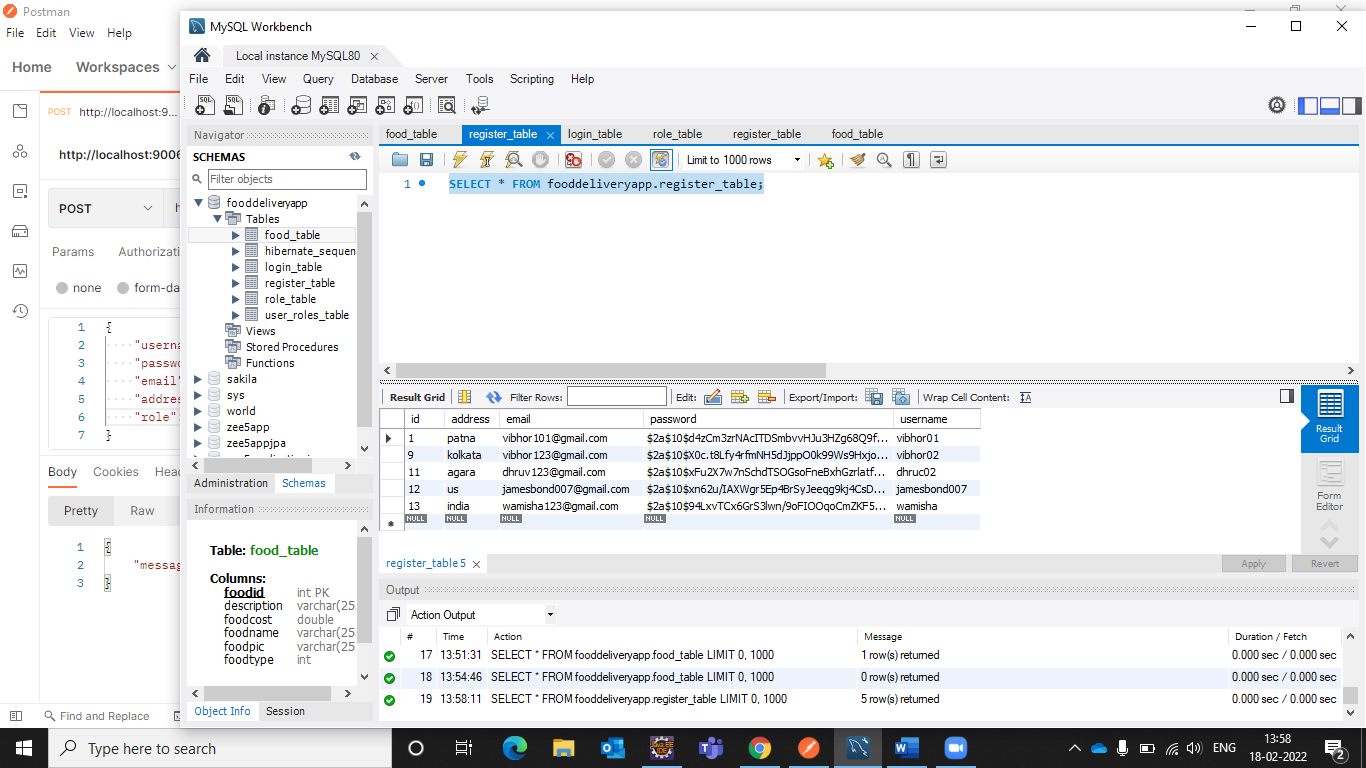 Postman
File Edit View Help
Home Workspaces
POST http://localhost:9...
http://localhost:9006
POST
Params Authorizati
none form-da
1 {
2 "userna
3 "passwo
4 "email"
5 "addres
6 "role"
7 }
Body Cookies Hea
Pretty Raw
1 {
2 "messag
3 }
Find and Replace
MySQL Workbench
Local instance MySQL80
File Edit View Query Database Server Tools Scripting Help
Navigator
SCHEMAS
Filter objects
fooddeliveryapp
Tables
food_table
hibernate_sequen
login_table
register_table
role_table
user_roles_table
Views
Stored Procedures
Functions
sakila
sys
world
zee5app
zee5appjpa
Administration Schemas
Information
Table: food_table
Columns:
foodid int PK
description varchar(25
foodcost double
foodname varchar(25
foodpic varchar(25
foodtype int
Object Info Session
food_table register_table login_table role_table register_table food_table
Limit to 1000 rows
1 SELECT * FROM fooddeliveryapp.register_table;
Result Grid Filter Rows: Edit: Export/Import: Wrap Cell Content:
id address email password username
1 patna vibhor101@gmail.com $2a$10$d4zCm3zrNAcITDSmbvvHJu3HZg68Q9f... vibhor01
9 kolkata vibhor123@gmail.com $2a$10$X0c.t8Lfy4rfmNH5dJjppO0k99Ws9Hxjo... vibhor02
11 agara dhruv123@gmail.com $2a$10$xFu2X7w7nSchdTSOGsoFneBxhGzrlatf... dhruc02
12 us jamesbond007@gmail.com $2a$10$xn62u/IAXWgr5Ep4BrSyJeeqg9kj4CsD... jamesbond007
13 india wamisha123@gmail.com $2a$10$94LxvTCx6GrS3lwn/9oFIOOqoCmZKF5... wamisha
NULL NULL NULL NULL NULL
Result Grid
Form Editor
register_table 5 Apply Revert
Output
Action Output
# Time Action Message Duration / Fetch
17 13:51:31 SELECT * FROM fooddeliveryapp.food_table LIMIT 0, 1000 1 row(s) returned 0.000 sec / 0.000 sec
18 13:54:46 SELECT * FROM fooddeliveryapp.food_table LIMIT 0, 1000 0 row(s) returned 0.000 sec / 0.000 sec
19 13:58:11 SELECT * FROM fooddeliveryapp.register_table LIMIT 0, 1000 5 row(s) returned 0.000 sec / 0.000 sec
Type here to search
ENG
13:58
18-02-2022
2